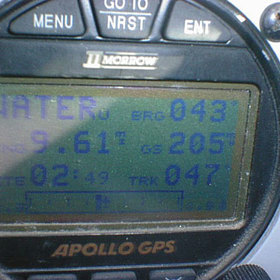 MENU
GO TO
NRST
ENT
II MORROW
WATER BRG 043°
9.61 GS 205
02:49 TRK 047°
APOLLO GPS